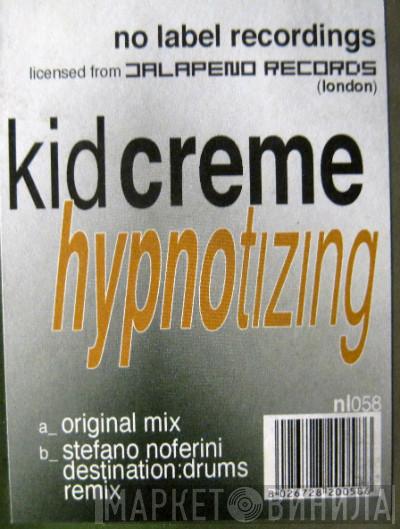 no label recordings
licensed from JALAPENO RECORDS
(london)
kid creme
hypnotizing
nl058
a_ original mix
b_ stefano noferini
destination:drums
remix
МАРКЕТ ВИНИЛА